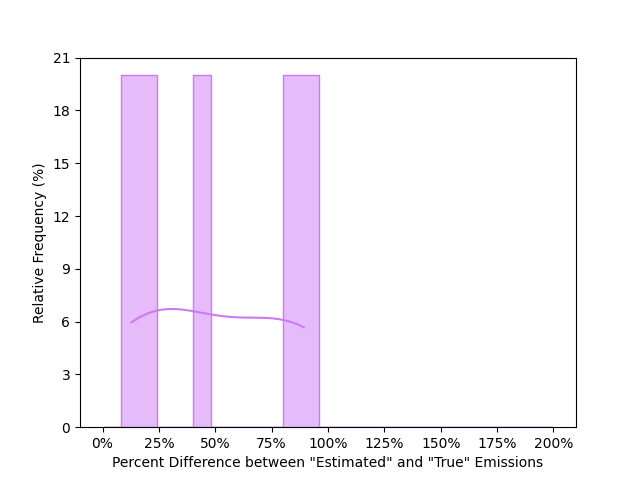 21
18
15
12
9
6
3
0
Relative Frequency (%)
0% 25% 50% 75% 100% 125% 150% 175% 200%
Percent Difference between "Estimated" and "True" Emissions